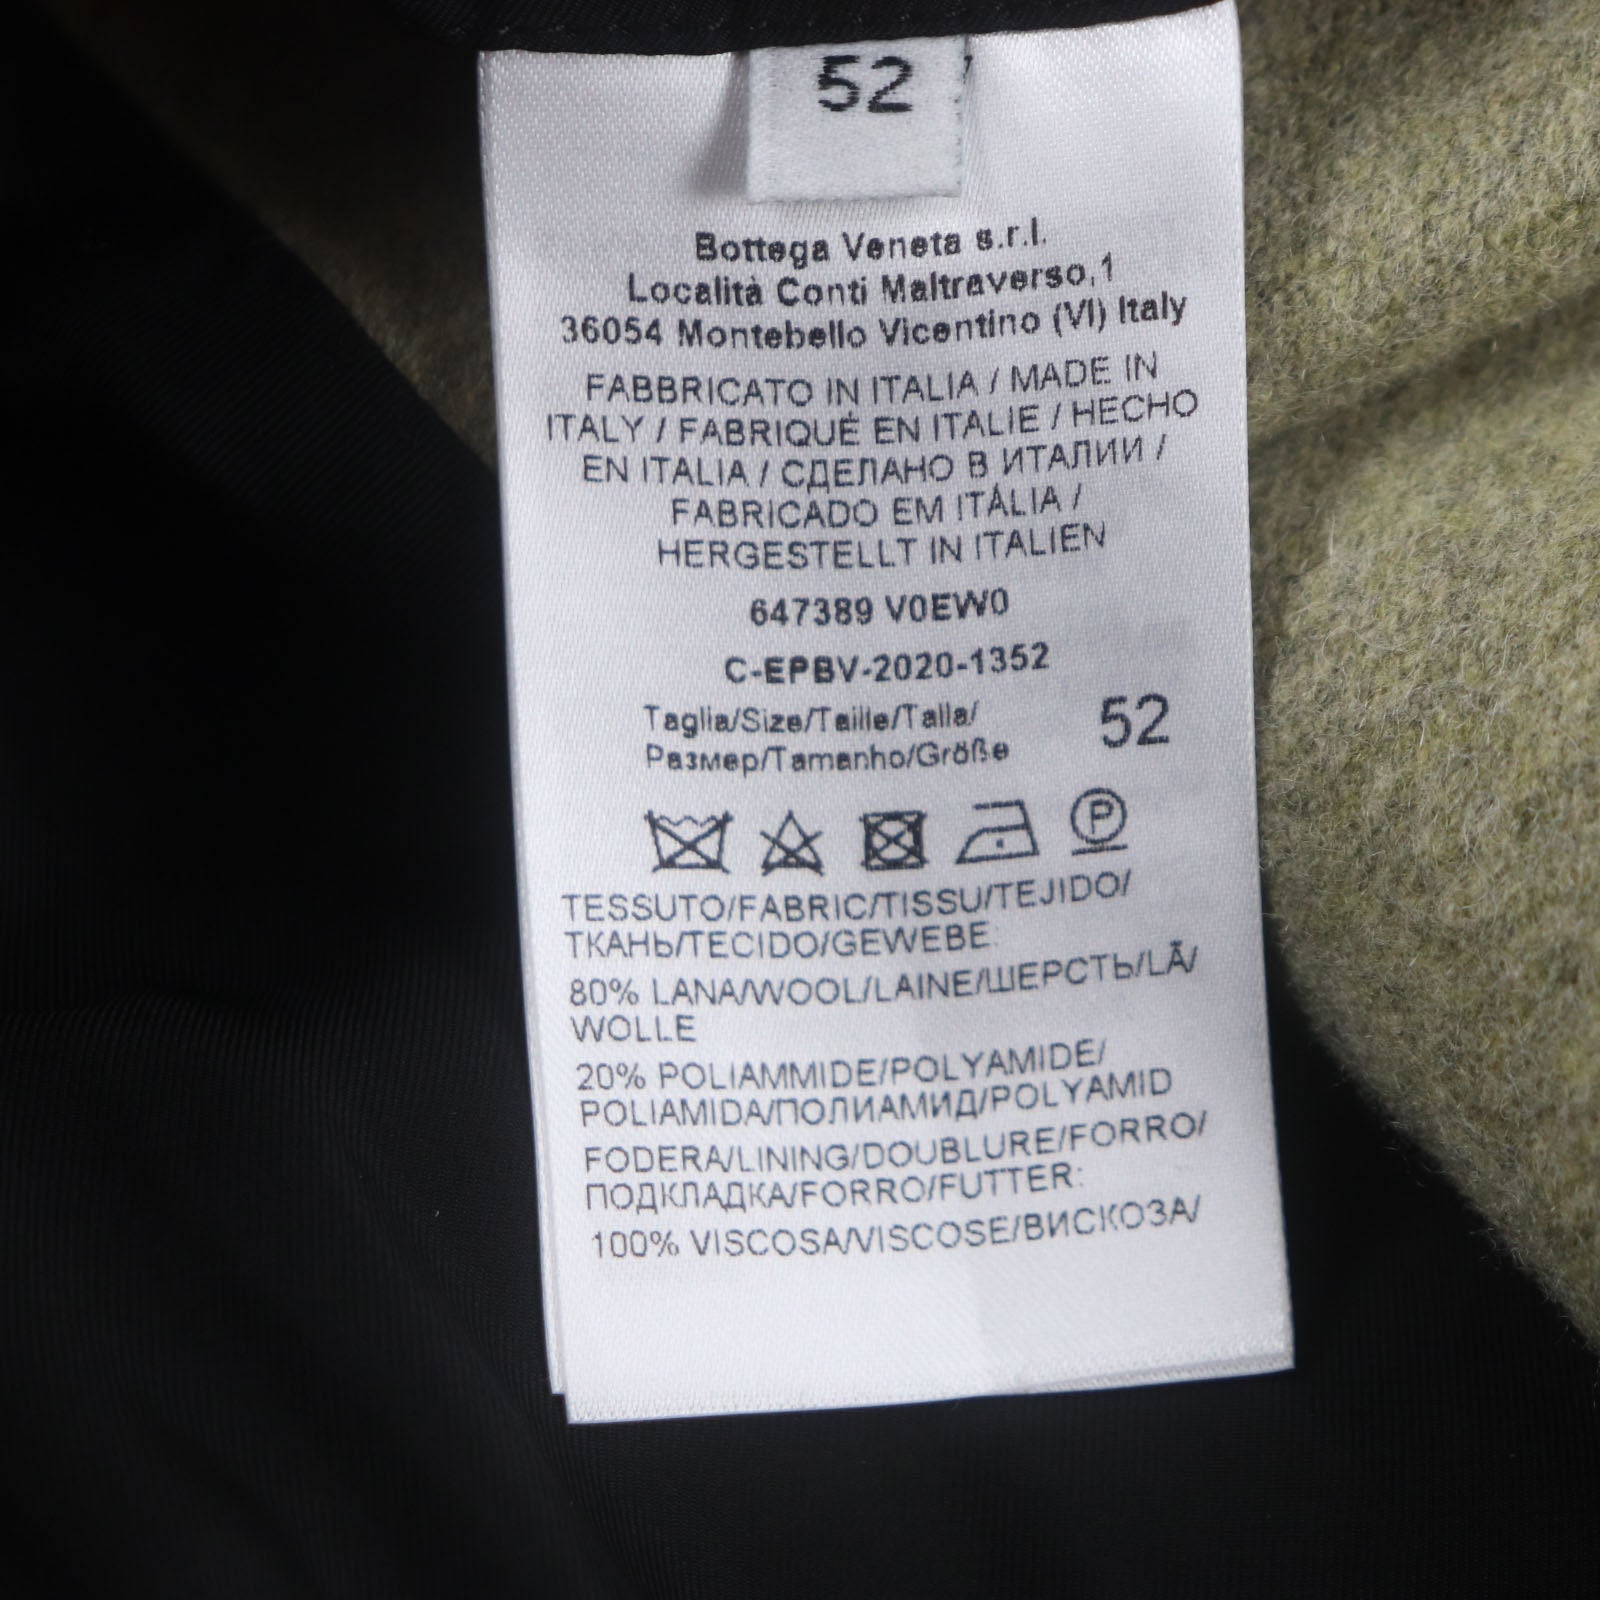 52
Bottega Veneta s.r.l.
Località Conti Maltraverso,1
36054 Montebello Vicentino (VI) Italy
FABBRICATO IN ITALIA / MADE IN
ITALY / FABRIQUÉ EN ITALIE / HECHO
EN ITALIA / СДЕЛАНО В ИТАЛИИ /
FABRICADO EM ITÁLIA /
HERGESTELLT IN ITALIEN
647389 V0EW0
C-EPBV-2020-1352
Taglia/Size/Taille/Talla/
Размер/Tamanho/Größe 52
P
TESSUTO/FABRIC/TISSU/TEJIDO/
ТКАНЬ/TECIDO/GEWEBE:
80% LANA/WOOL/LAINE/ШЕРСТЬ/LÃ/
WOLLE
20% POLIAMMIDE/POLYAMIDE/
POLIAMIDA/ПОЛИАМИД/POLYAMID
FODERA/LINING/DOUBLURE/FORRO/
ПОДКЛАДКА/FORRO/FUTTER:
100% VISCOSA/VISCOSE/ВИСКОЗА/